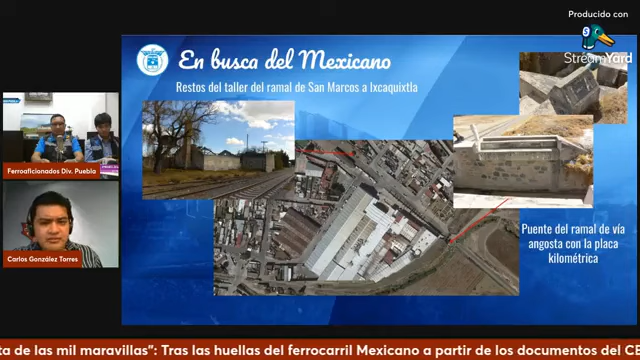 Producido con
StreamYard
En busca del Mexicano
Restos del taller del ramal de San Marcos a Ixcaquixtla
Ferroaficionados Div. Puebla
Carlos González Torres
Puente del ramal de vía
angosta con la placa
kilométrica
ta de las mil maravillas": Tras las huellas del ferrocarril Mexicano a partir de los documentos del CE